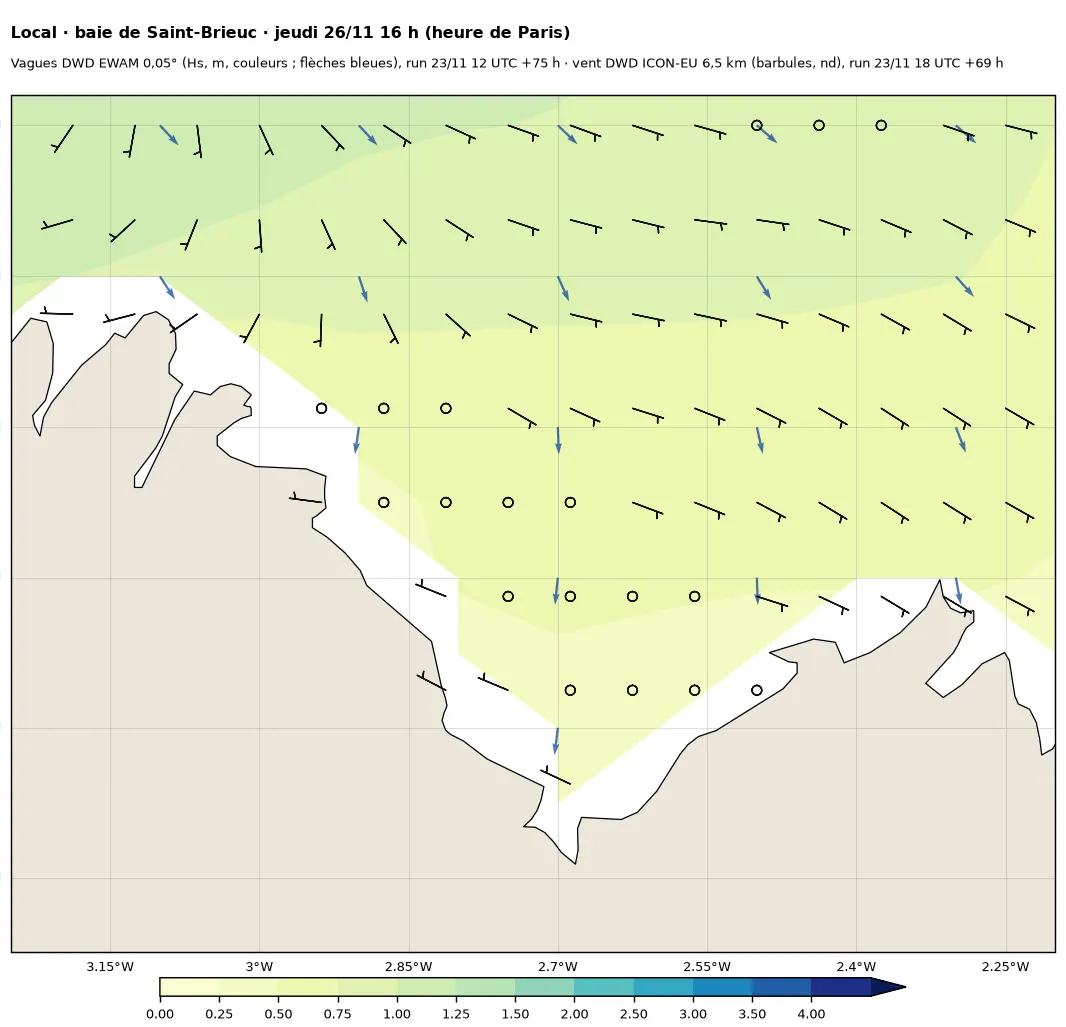 Local · baie de Saint-Brieuc · jeudi 26/11 16 h (heure de Paris)
Vagues DWD EWAM 0,05° (Hs, m, couleurs ; flèches bleues), run 23/11 12 UTC +75 h · vent DWD ICON-EU 6,5 km (barbules, nd), run 23/11 18 UTC +69 h
3.15°W 3°W 2.85°W 2.7°W 2.55°W 2.4°W 2.25°W
0.00 0.25 0.50 0.75 1.00 1.25 1.50 2.00 2.50 3.00 3.50 4.00